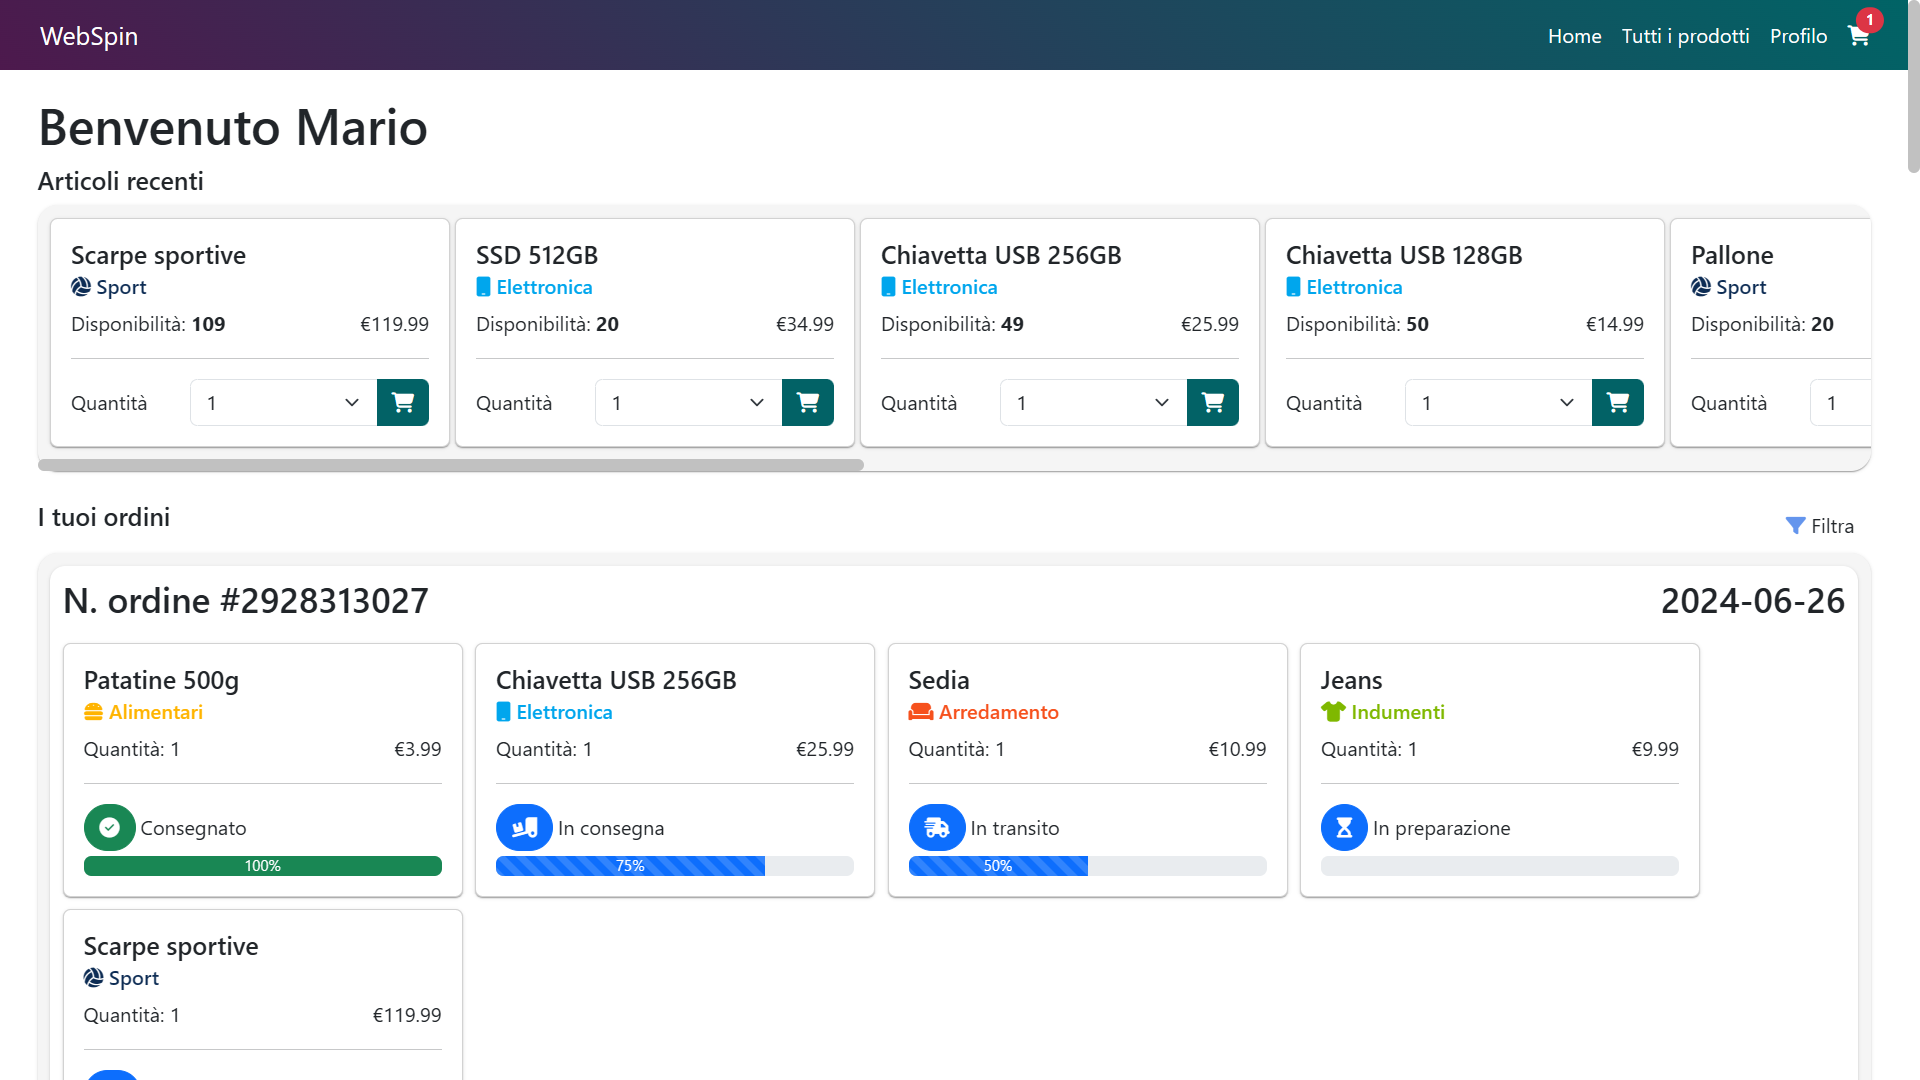 WebSpin
Home Tutti i prodotti Profilo 1
Benvenuto Mario
Articoli recenti
Scarpe sportive
Sport
Disponibilità: 109 €119.99
Quantità 1
SSD 512GB
Elettronica
Disponibilità: 20 €34.99
Quantità 1
Chiavetta USB 256GB
Elettronica
Disponibilità: 49 €25.99
Quantità 1
Chiavetta USB 128GB
Elettronica
Disponibilità: 50 €14.99
Quantità 1
Pallone
Sport
Disponibilità: 20
Quantità 1
I tuoi ordini
Filtra
N. ordine #2928313027 2024-06-26
Patatine 500g
Alimentari
Quantità: 1 €3.99
Consegnato
100%
Chiavetta USB 256GB
Elettronica
Quantità: 1 €25.99
In consegna
75%
Sedia
Arredamento
Quantità: 1 €10.99
In transito
50%
Jeans
Indumenti
Quantità: 1 €9.99
In preparazione
Scarpe sportive
Sport
Quantità: 1 €119.99